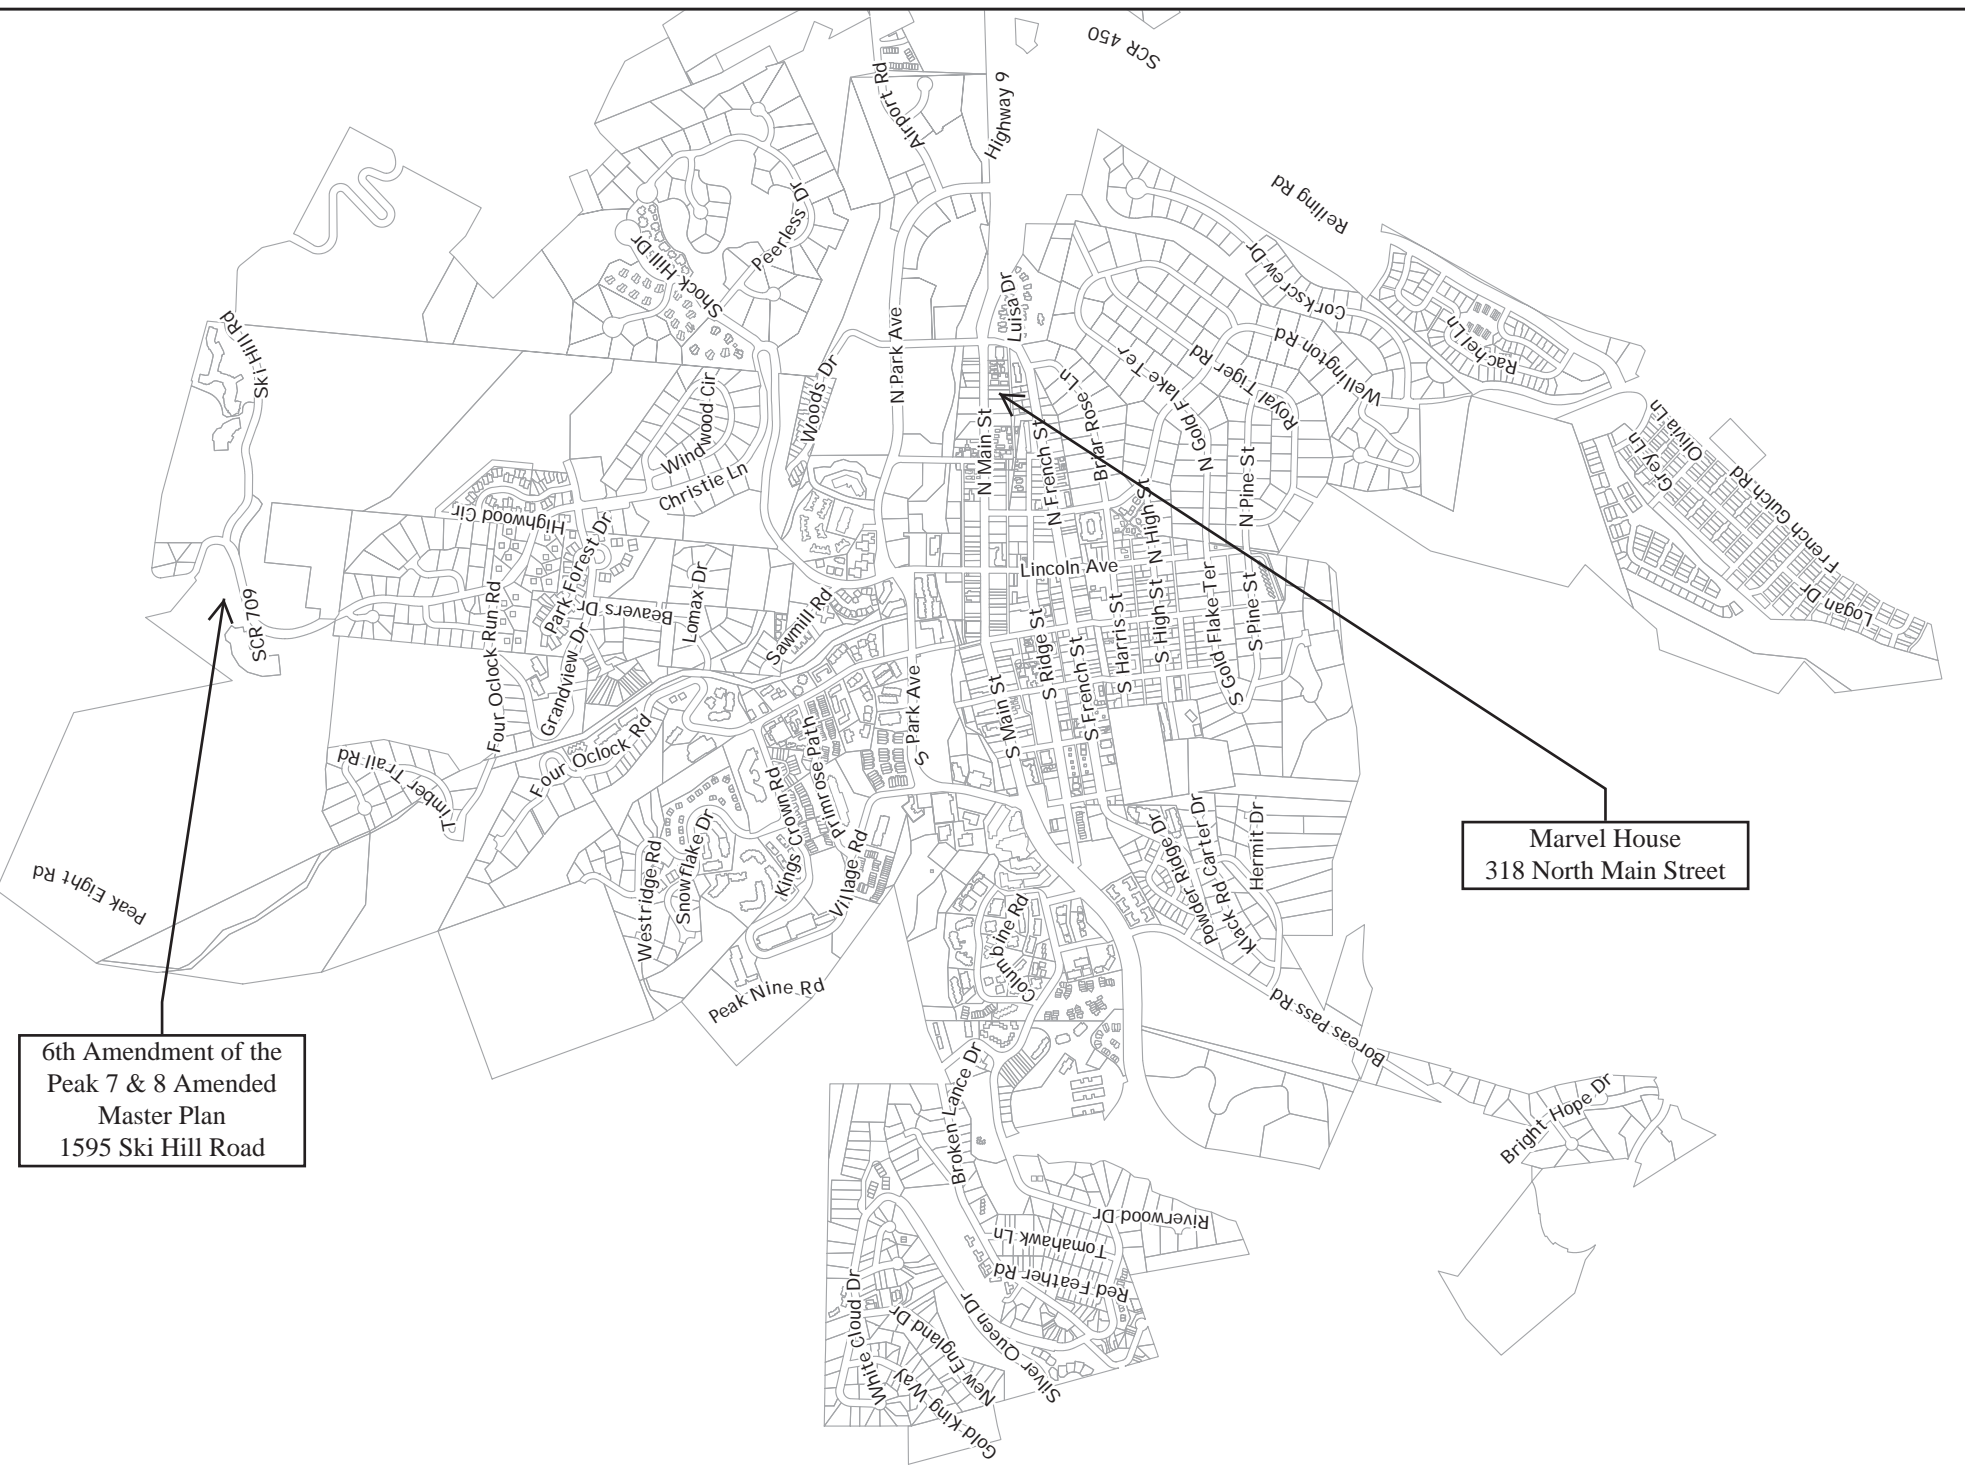 SCR 450
Airport Rd
Highway 9
Reiling Rd
Peerless Dr
Shock Hill Dr
Corkscrew Dr
Luisa Dr
Ski Hill Rd
N Park Ave
Wellington Rd
Rachel Ln
N Gold Flake Ter
Royal Tiger Rd
Woods Dr
Windwood Cir
Christie Ln
N Main St
N French St
Briar Rose Ln
N High St
N Pine St
Grey Ln
Olivia Ln
French Gulch Rd
Logan Dr
Highwood Cir
Park Forest Dr
Beavers Dr
Lomax Dr
Sawmill Rd
Lincoln Ave
SCR 709
Four Oclock Run Rd
Grandview Dr
S Ridge St
S French St
S Harris St
S High St
S Gold Flake Ter
S Pine St
S Park Ave
S Main St
Four Oclock Rd
Timber Trail Rd
Primrose Path
Kings Crown Rd
Village Rd
Snowflake Dr
Westridge Rd
Peak Eight Rd
Peak Nine Rd
Powder Ridge Dr
Carter Dr
Klack Rd
Hermit Dr
Marvel House
318 North Main Street
Columbine Rd
Boreas Pass Rd
6th Amendment of the
Peak 7 & 8 Amended
Master Plan
1595 Ski Hill Road
Broken Lance Dr
Bright Hope Dr
Riverwood Dr
Tomahawk Ln
Red Feather Rd
White Cloud Dr
New England Dr
Silver Queen Dr
Gold King Way